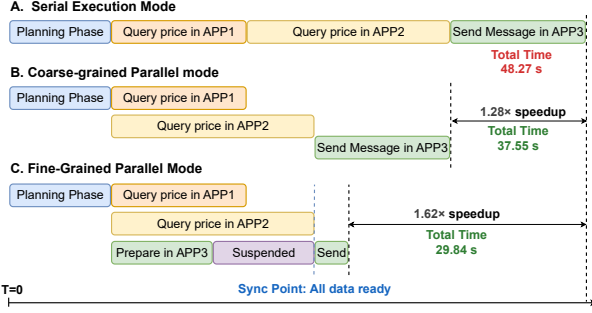 A. Serial Execution Mode
Planning Phase Query price in APP1 Query price in APP2 Send Message in APP3
Total Time
48.27 s
B. Coarse-grained Parallel mode
Planning Phase Query price in APP1
1.28× speedup
Query price in APP2
Total Time
Send Message in APP3
37.55 s
C. Fine-Grained Parallel Mode
Planning Phase Query price in APP1
1.62× speedup
Query price in APP2
Total Time
Prepare in APP3 Suspended Send
29.84 s
T=0
Sync Point: All data ready